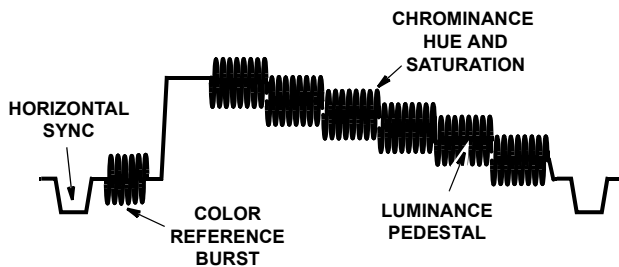 CHROMINANCE
HUE AND
SATURATION
HORIZONTAL
SYNC
COLOR
REFERENCE
BURST
LUMINANCE
PEDESTAL